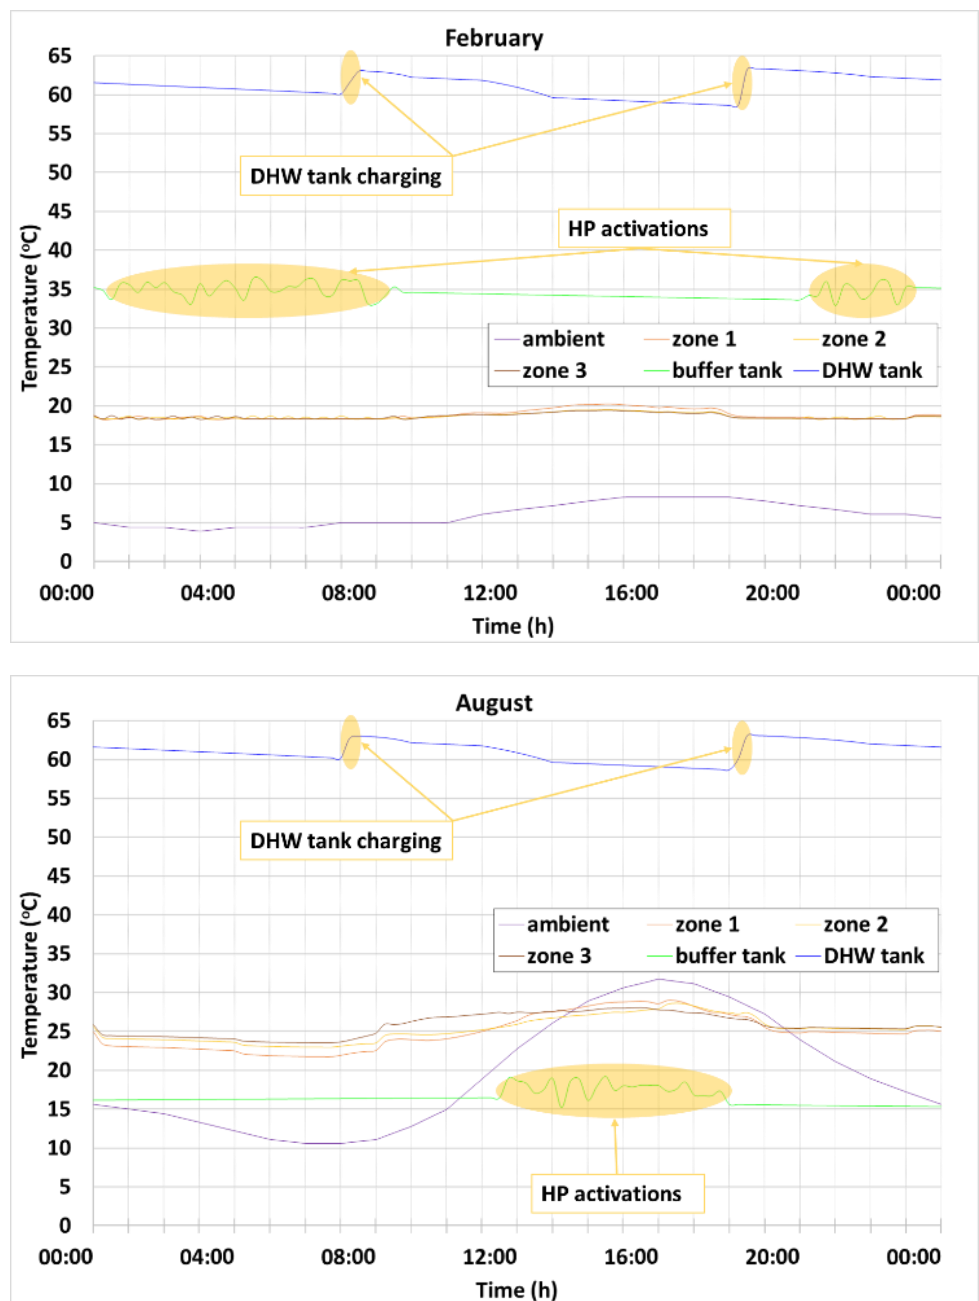 February
65
60
55
50
45
40
35
30
25
20
15
10
5
0
Temperature (°C)
DHW tank charging
HP activations
ambient zone 1 zone 2
zone 3 buffer tank DHW tank
00:00 04:00 08:00 12:00 16:00 20:00 00:00
Time (h)
August
65
60
55
50
45
40
35
30
25
20
15
10
5
0
Temperature (°C)
DHW tank charging
ambient zone 1 zone 2
zone 3 buffer tank DHW tank
HP activations
00:00 04:00 08:00 12:00 16:00 20:00 00:00
Time (h)